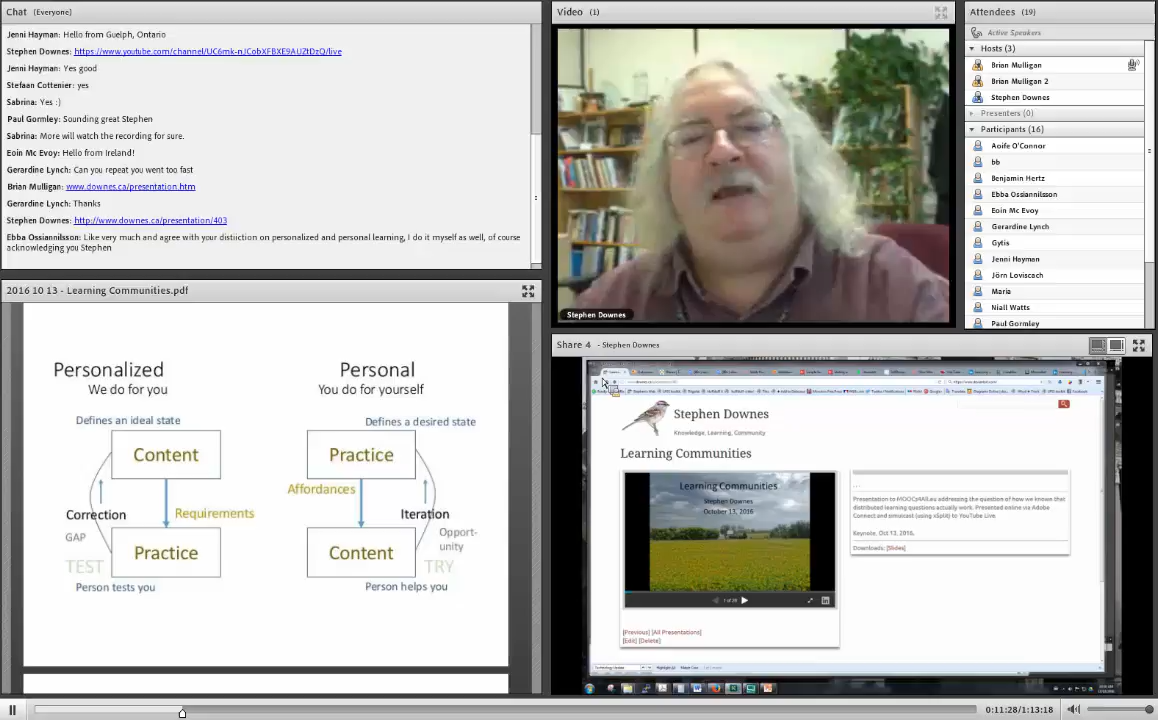 Chat (Everyone)
Jenni Hayman: Hello from Guelph, Ontario
Stephen Downes: https://www.youtube.com/channel/UC6mk-nJCobXFBXE9AUZtDzQ/live
Jenni Hayman: Yes good
Stefaan Cottenier: yes
Sabrina: Yes :)
Paul Gormley: Sounding great Stephen
Sabrina: More will watch the recording for sure.
Eoin Mc Evoy: Hello from Ireland!
Gerardine Lynch: Can you repeat you went too fast
Brian Mulligan: www.downes.ca/presentation.htm
Gerardine Lynch: Thanks
Stephen Downes: http://www.downes.ca/presentation/403
Ebba Ossiannilsson: Like very much and agree with your distiction on personalized and personal learning, I do it myself as well, of course
acknowledging you Stephen
Video (1)
Stephen Downes
Attendees (19)
Active Speakers
Hosts (3)
Brian Mulligan
Brian Mulligan 2
Stephen Downes
Presenters (0)
Participants (16)
Aoife O'Connor
bb
Benjamin Hertz
Ebba Ossiannilsson
Eoin Mc Evoy
Gerardine Lynch
Gytis
Jenni Hayman
Jörn Loviscach
Maria
Niall Watts
Paul Gormley
2016 10 13 - Learning Communities.pdf
Personalized
We do for you
Defines an ideal state
Content
Correction
Requirements
GAP
Practice
TEST
Person tests you
Personal
You do for yourself
Defines a desired state
Practice
Affordances
Iteration
Opport-
unity
Content
TRY
Person helps you
Share 4 - Stephen Downes
Stephen Downes
Knowledge, Learning, Community
Learning Communities
Learning Communities
Stephen Downes
October 13, 2016
[Previous] [All Presentations]
[Edit] [Delete]
...
Presentation to MOOCs4All.eu addressing the question of how we known that
distributed learning questions actually work. Presented online via Adobe
Connect and simulcast (using xSplit) to YouTube Live
Keynote, Oct 13, 2016.
Downloads: [Slides]
0:11:28/1:13:18